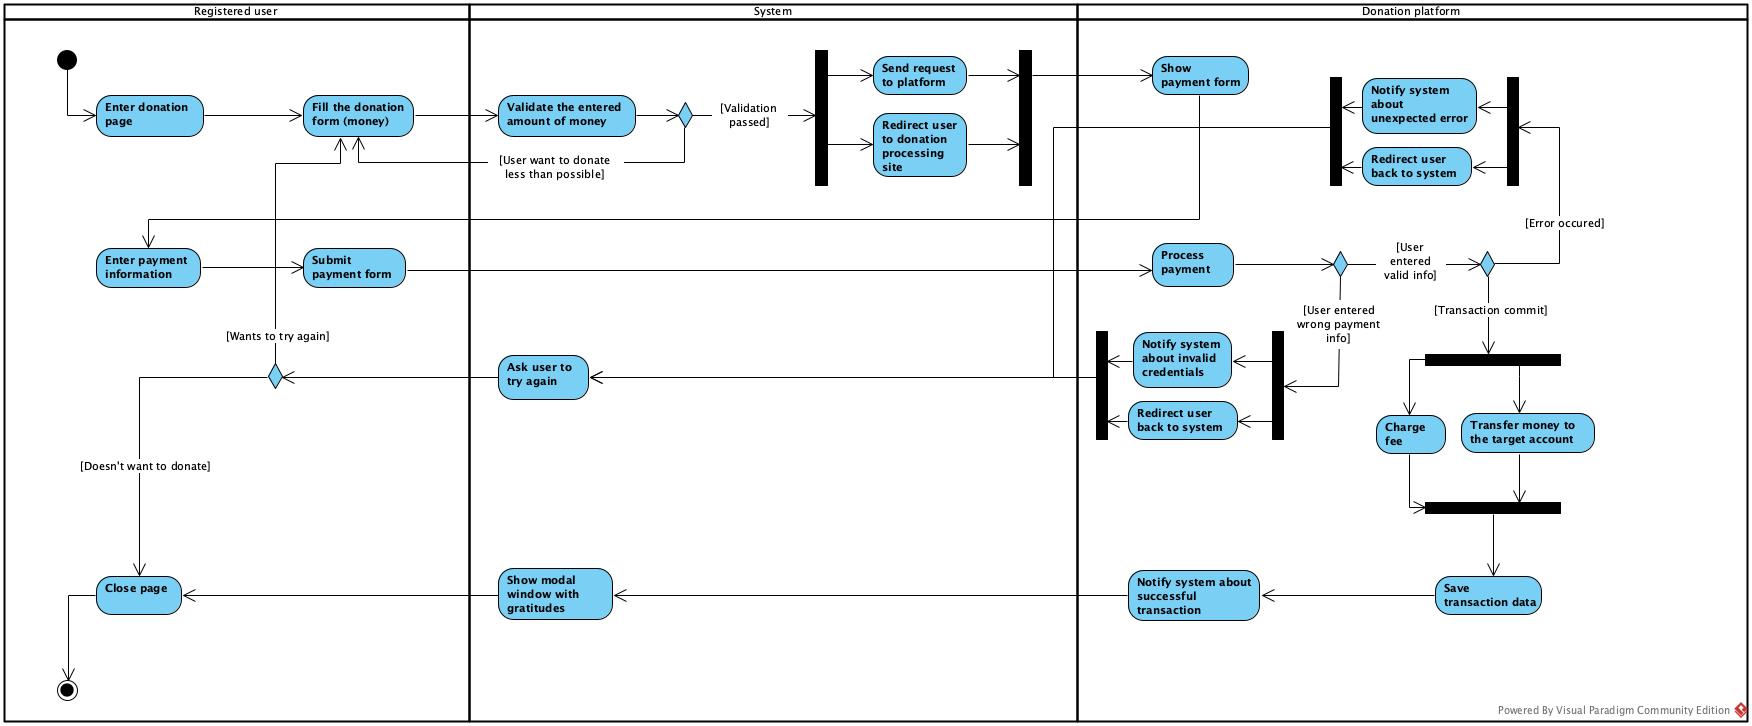 Registered user
System
Donation platform
Enter donation
page
Fill the donation
form (money)
Validate the entered
amount of money
[Validation
passed]
[User want to donate
less than possible]
Send request
to platform
Redirect user
to donation
processing
site
Show
payment form
Notify system
about
unexpected error
Redirect user
back to system
[Error occured]
Enter payment
information
Submit
payment form
Process
payment
[User
entered
valid info]
[User entered
wrong payment
info]
[Transaction commit]
[Wants to try again]
Ask user to
try again
Notify system
about invalid
credentials
Redirect user
back to system
Charge
fee
Transfer money to
the target account
[Doesn't want to donate]
Close page
Show modal
window with
gratitudes
Notify system about
successful
transaction
Save
transaction data
Powered By Visual Paradigm Community Edition